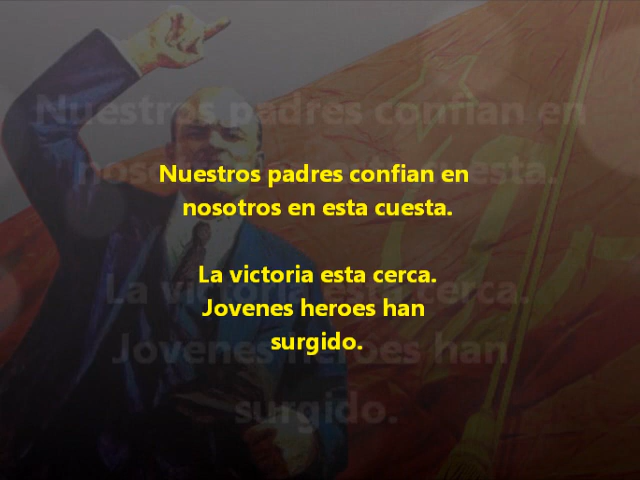 Nuestros padres confian en
nosotros en esta cuesta.
La victoria esta cerca.
Jovenes heroes han
surgido.